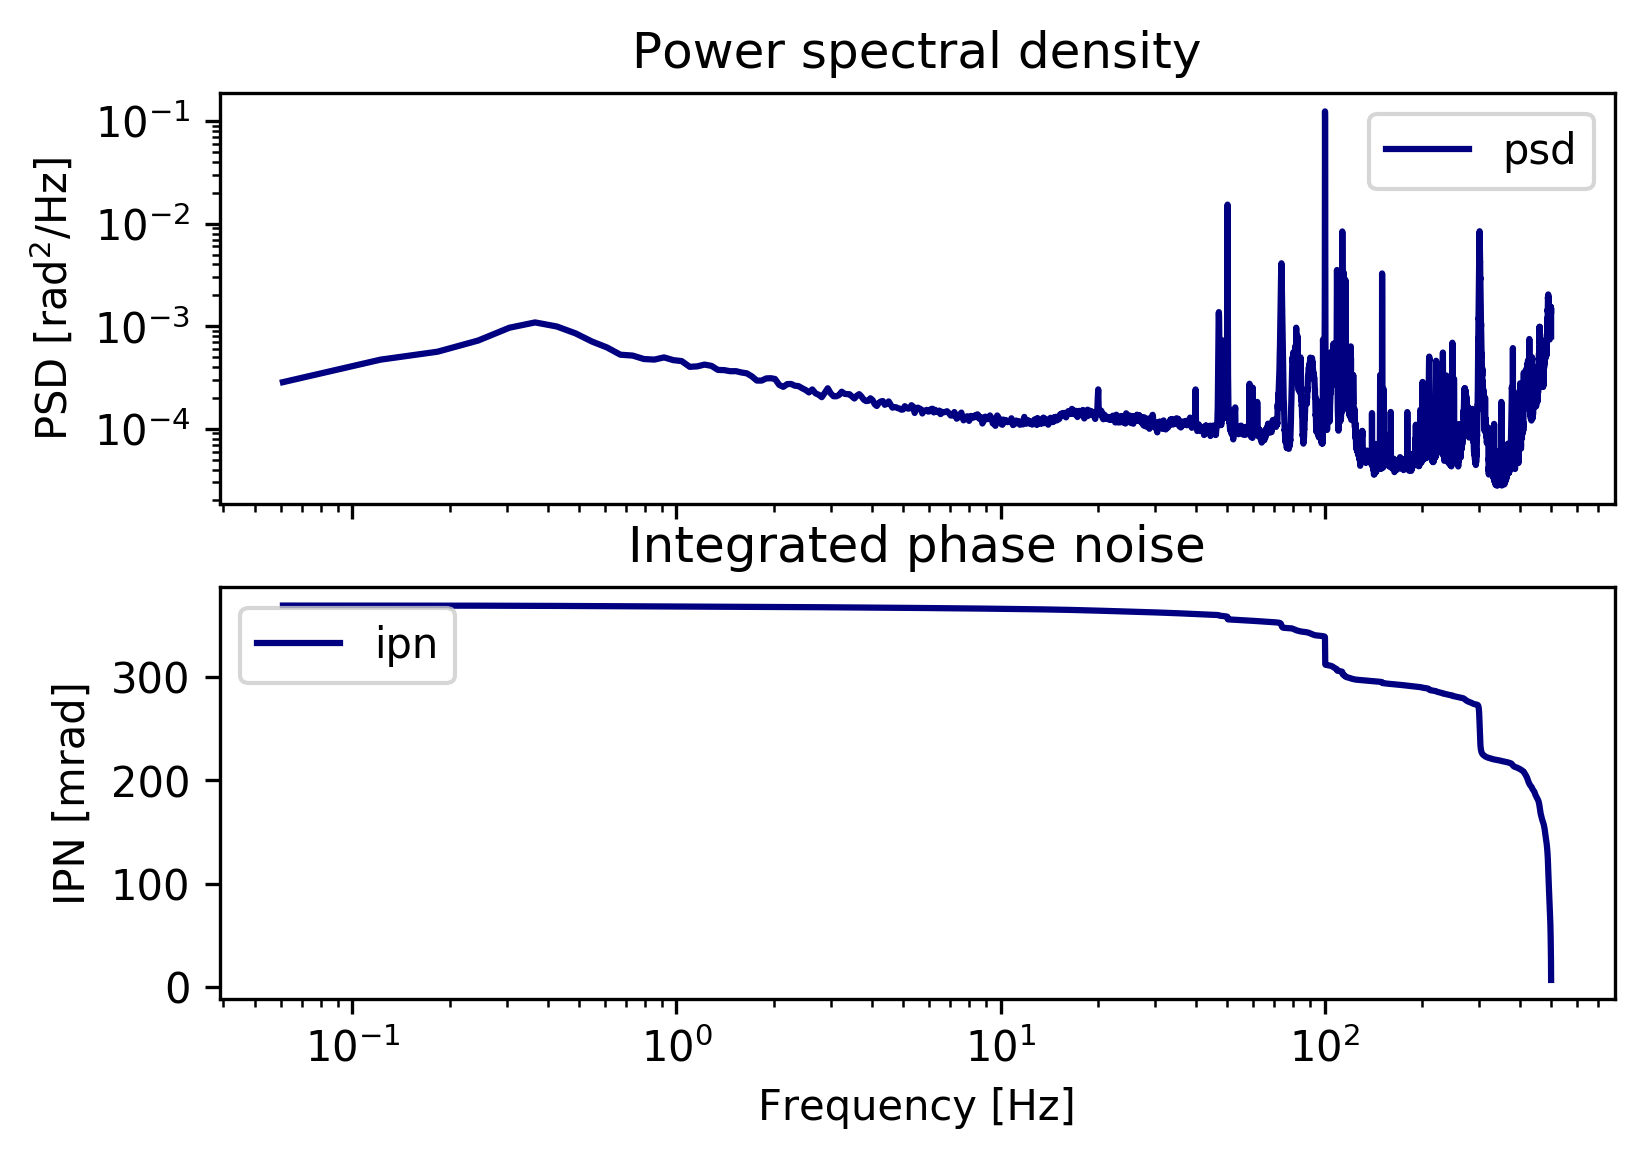 Power spectral density
10⁻¹
10⁻²
10⁻³
10⁻⁴
PSD [rad²/Hz]
psd
Integrated phase noise
300
200
100
0
IPN [mrad]
ipn
10⁻¹ 10⁰ 10¹ 10²
Frequency [Hz]